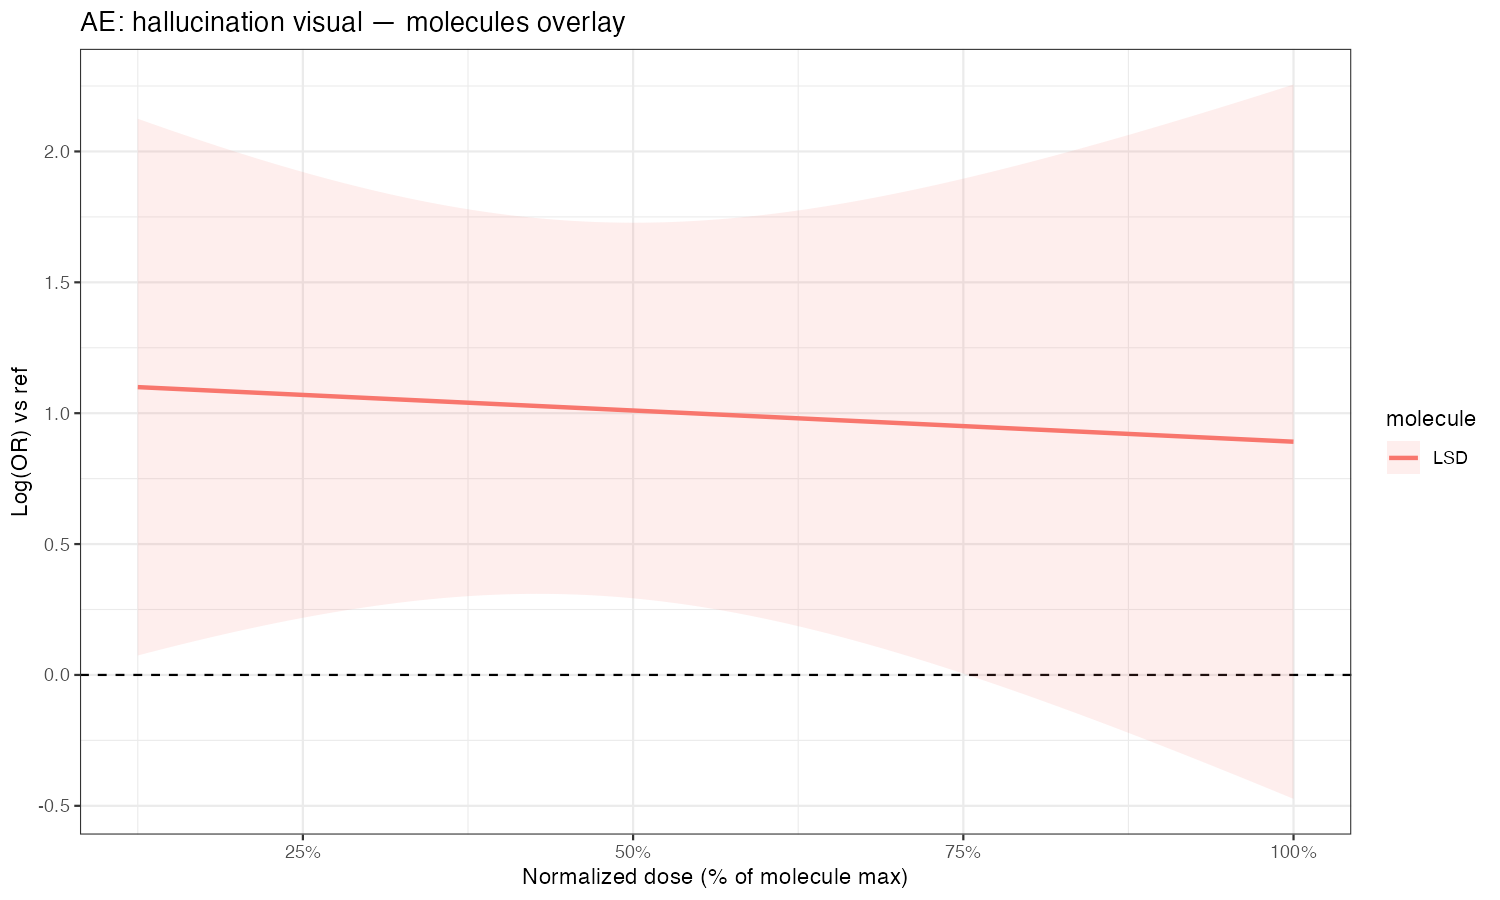 AE: hallucination visual — molecules overlay
Log(OR) vs ref
2.0
1.5
1.0
0.5
0.0
-0.5
25%
50%
75%
100%
Normalized dose (% of molecule max)
molecule
LSD